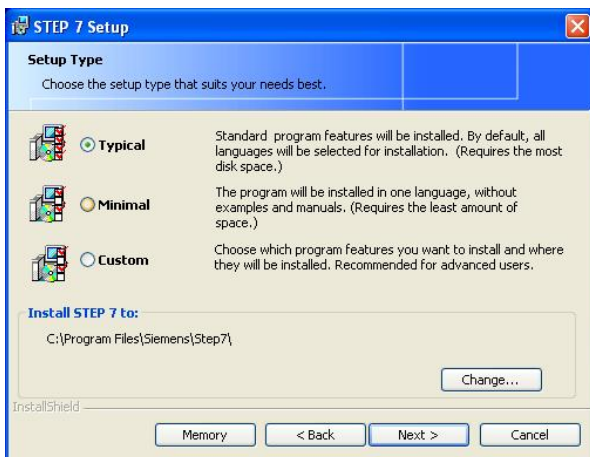 STEP 7 Setup
Setup Type
Choose the setup type that suits your needs best.
Typical
Standard program features will be installed. By default, all
languages will be selected for installation. (Requires the most
disk space.)
Minimal
The program will be installed in one language, without
examples and manuals. (Requires the least amount of
space.)
Custom
Choose which program features you want to install and where
they will be installed. Recommended for advanced users.
Install STEP 7 to:
C:\Program Files\Siemens\Step7\
Change...
InstallShield
Memory
< Back
Next >
Cancel